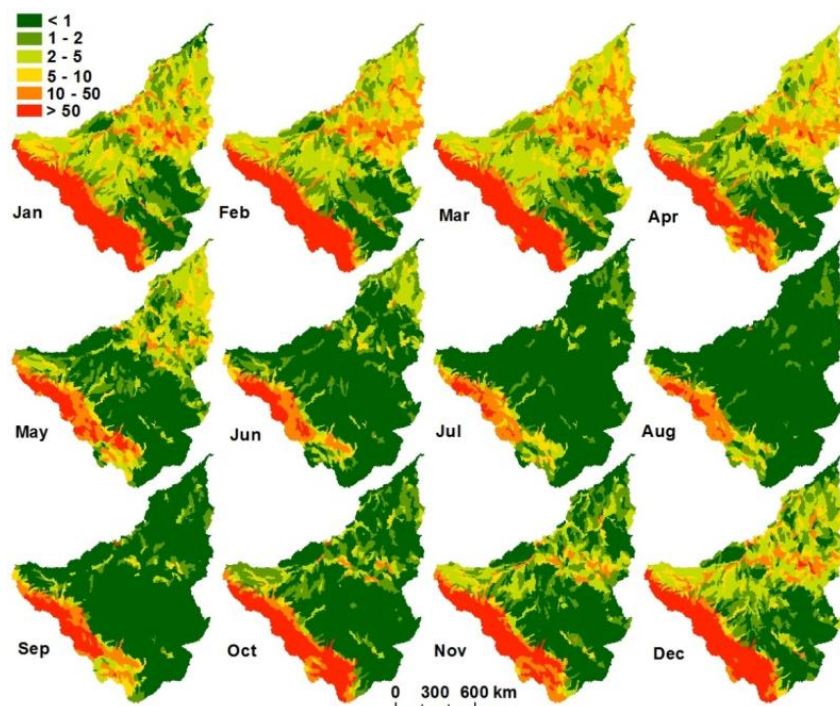 < 1
1 - 2
2 - 5
5 - 10
10 - 50
> 50
Jan
Feb
Mar
Apr
May
Jun
Jul
Aug
Sep
Oct
Nov
Dec
0 300 600 km